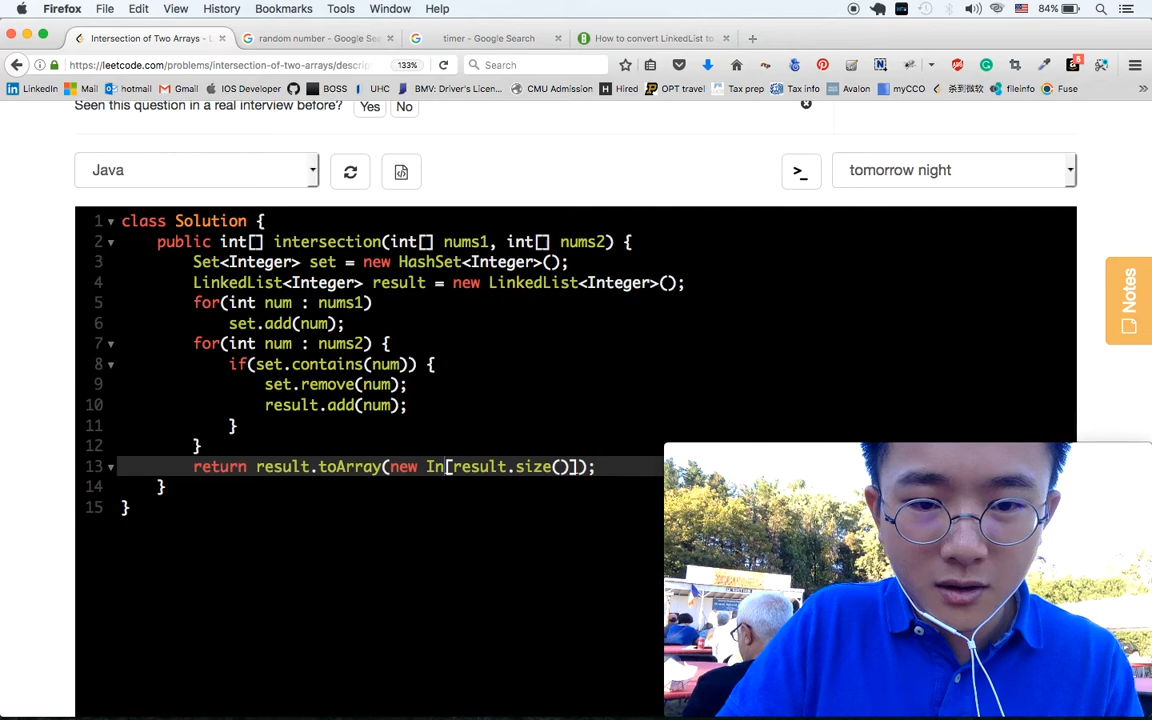 Firefox File Edit View History Bookmarks Tools Window Help 84%
Intersection of Two Arrays - L random number - Google Sea timer - Google Search How to convert LinkedList to
https://leetcode.com/problems/intersection-of-two-arrays/descrip 133% Search
LinkedIn Mail hotmail Gmail IOS Developer BOSS UHC BMV: Driver's Licen... CMU Admission Hired OPT travel Tax prep Tax info Avalon myCCO 杀到微软 fileinfo Fuse
Seen this question in a real interview before? Yes No
Java >_ tomorrow night
1 class Solution {
2 public int[] intersection(int[] nums1, int[] nums2) {
3 Set<Integer> set = new HashSet<Integer>();
4 LinkedList<Integer> result = new LinkedList<Integer>();
5 for(int num : nums1)
6 set.add(num);
7 for(int num : nums2) {
8 if(set.contains(num)) {
9 set.remove(num);
10 result.add(num);
11 }
12 }
13 return result.toArray(new In[result.size()]);
14 }
15 }
Notes